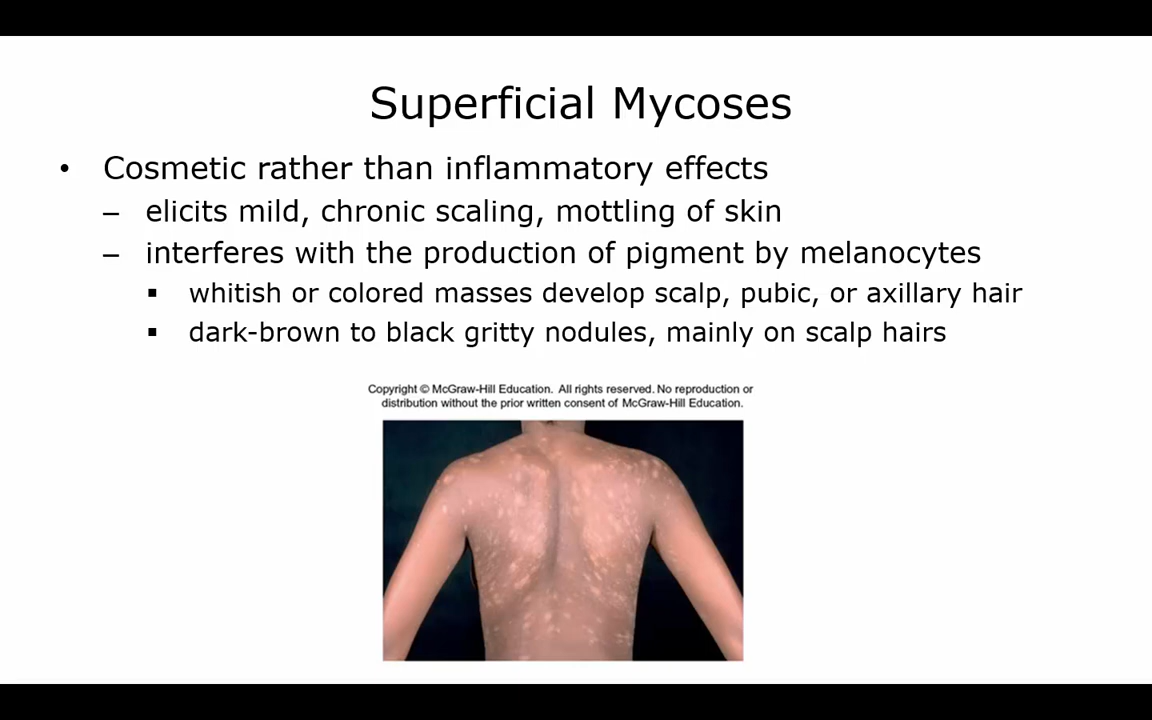 Superficial Mycoses
• Cosmetic rather than inflammatory effects
– elicits mild, chronic scaling, mottling of skin
– interferes with the production of pigment by melanocytes
▪ whitish or colored masses develop scalp, pubic, or axillary hair
▪ dark-brown to black gritty nodules, mainly on scalp hairs
Copyright © McGraw-Hill Education. All rights reserved. No reproduction or
distribution without the prior written consent of McGraw-Hill Education.